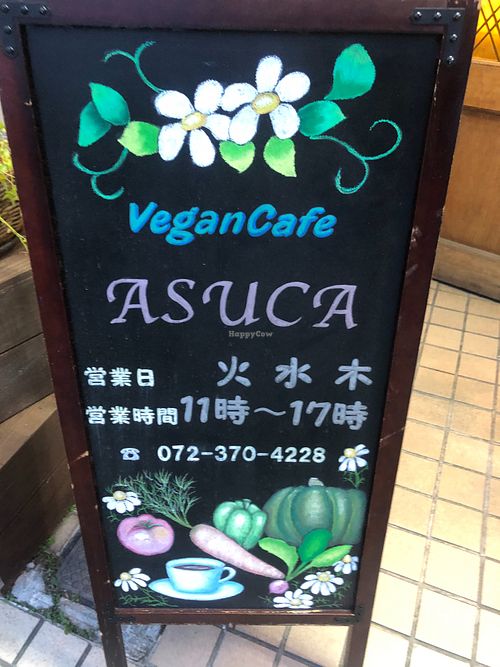 VeganCafe
ASUCA
HappyCow
営業日 火 水 木
営業時間 11時～17時
☎ 072-370-4228